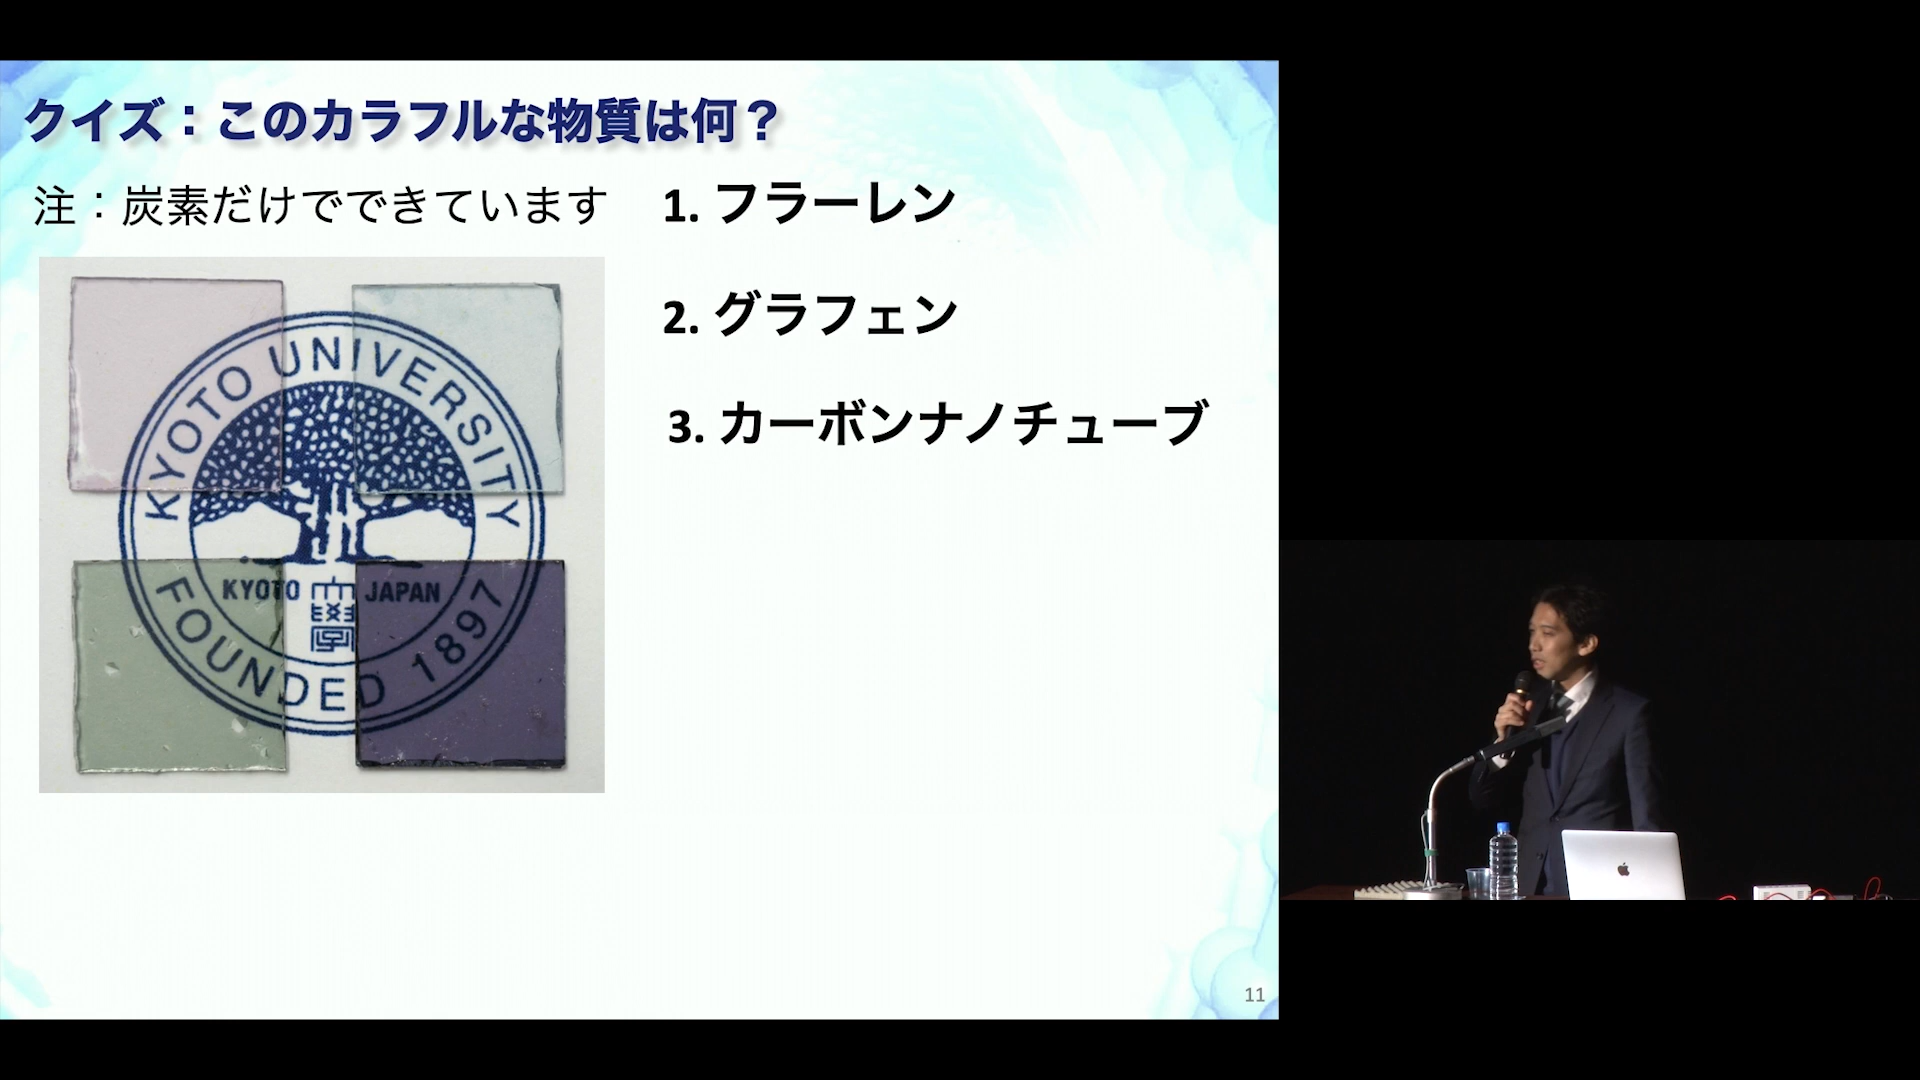 クイズ：このカラフルな物質は何？
注：炭素だけでできています
1. フラーレン
2. グラフェン
3. カーボンナノチューブ
KYOTO UNIVERSITY
KYOTO
JAPAN
大學
FOUNDED 1897
11